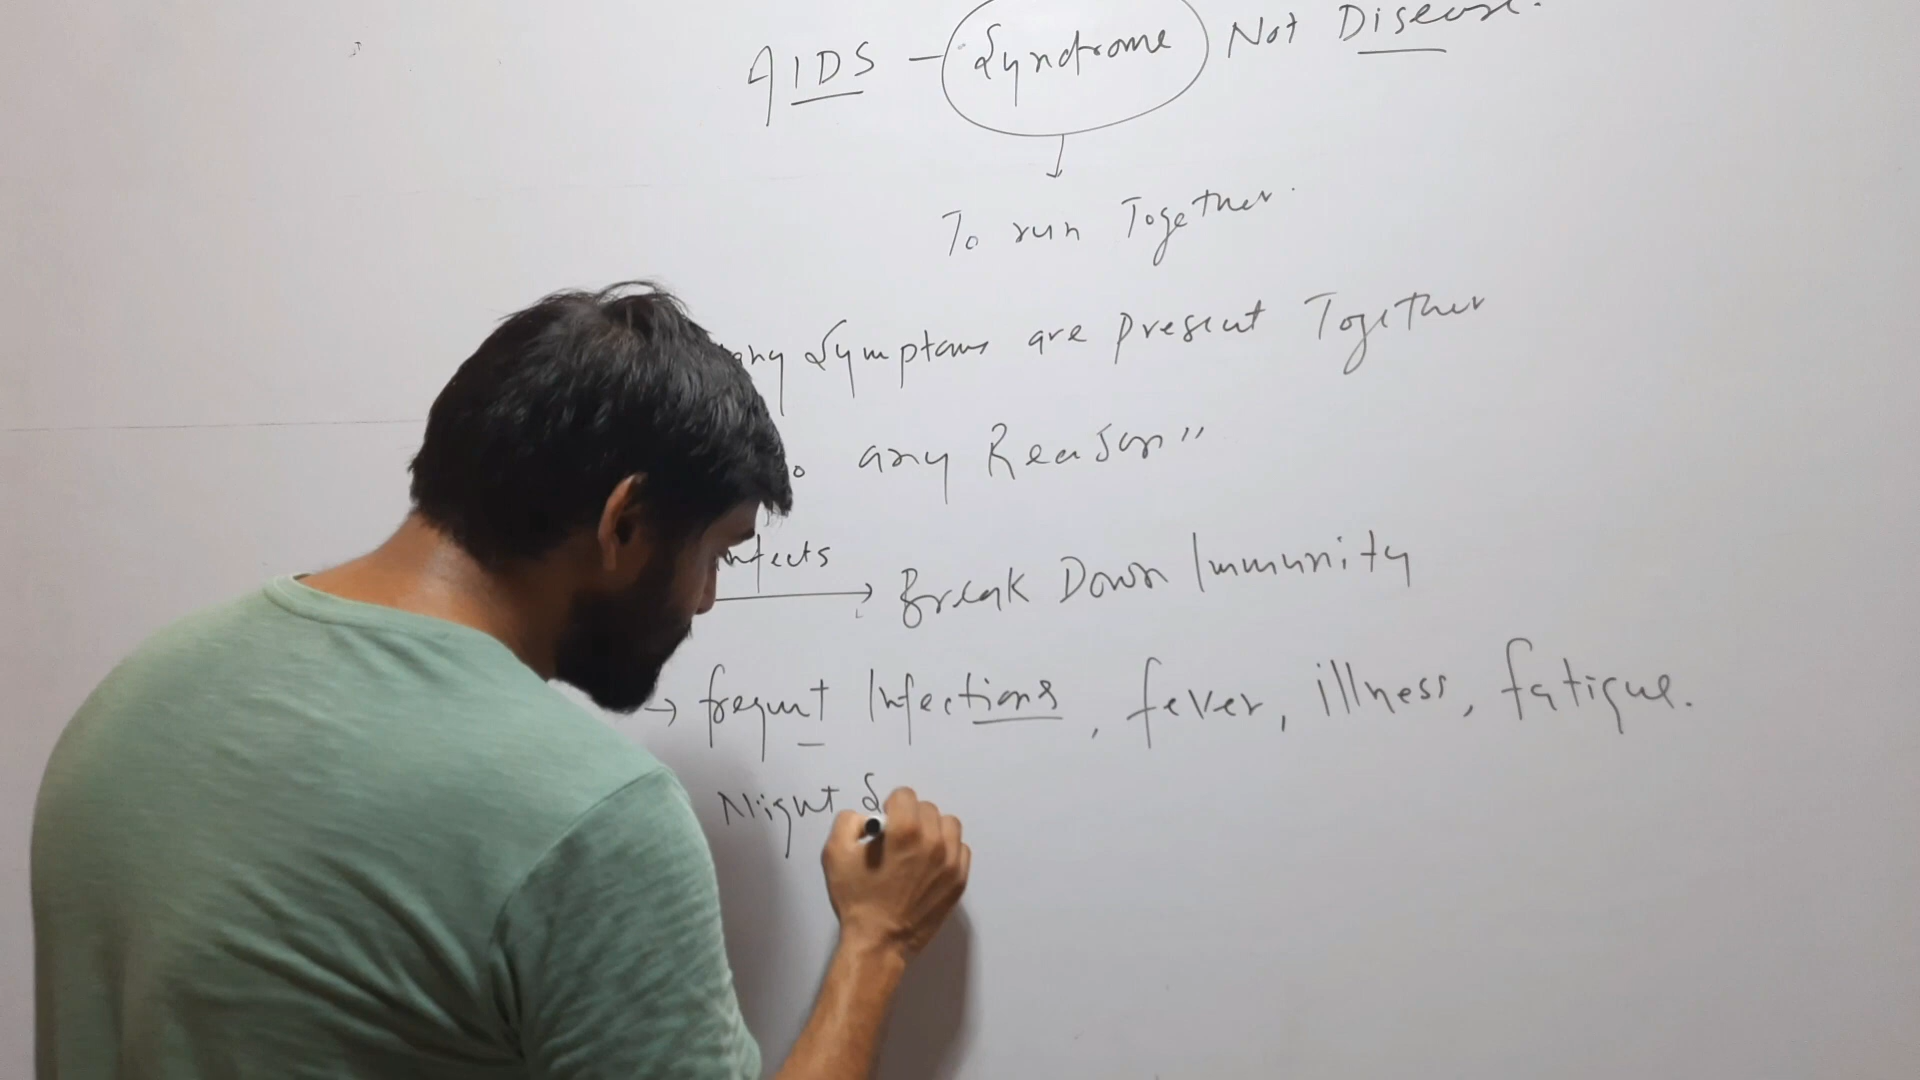 AIDS - Syndrome Not Disease.
To run Together.
Symptoms are present Together
any Reason"
Break Down Immunity
→ frequnt Infections, fever, illness, fatigue.
Night S